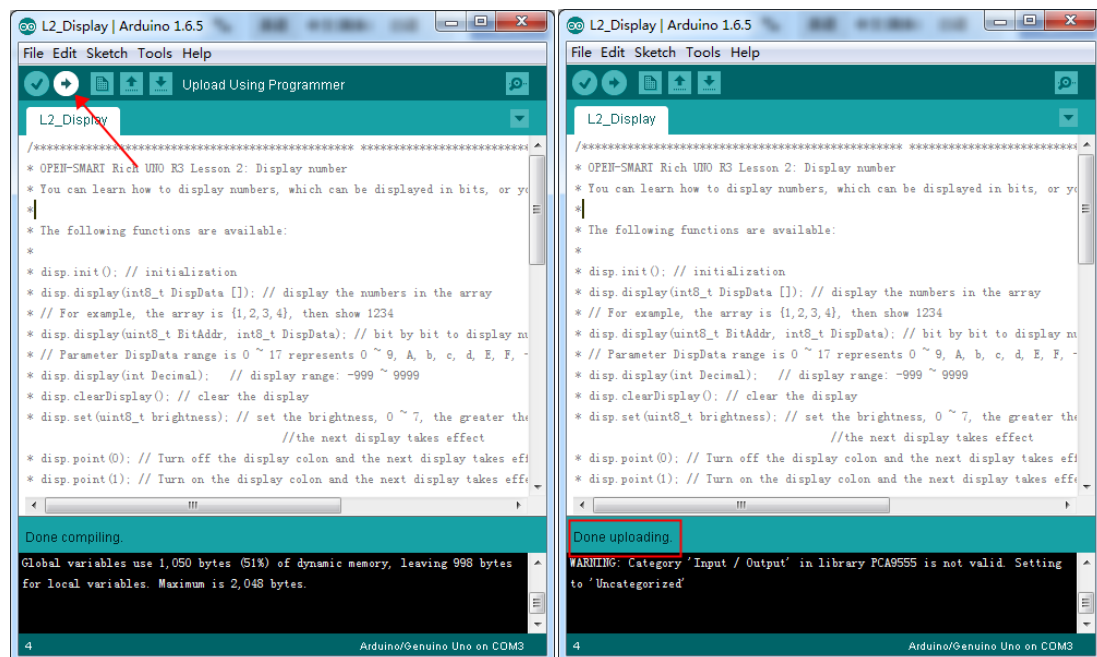 L2_Display | Arduino 1.6.5
File Edit Sketch Tools Help
Upload Using Programmer
L2_Display
/************************************************ **************************
* OPEN-SMART Rich UNO R3 Lesson 2: Display number
* You can learn how to display numbers, which can be displayed in bits, or yo
*
* The following functions are available:
*
* disp.init(); // initialization
* disp.display(int8_t DispData []); // display the numbers in the array
* // For example, the array is {1,2,3,4}, then show 1234
* disp.display(uint8_t BitAddr, int8_t DispData); // bit by bit to display nu
* // Parameter DispData range is 0 ~ 17 represents 0 ~ 9, A, b, c, d, E, F, -
* disp.display(int Decimal); // display range: -999 ~ 9999
* disp.clearDisplay(); // clear the display
* disp.set(uint8_t brightness); // set the brightness, 0 ~ 7, the greater the
//the next display takes effect
* disp.point(0); // Turn off the display colon and the next display takes eff
* disp.point(1); // Turn on the display colon and the next display takes effe
Done compiling.
Global variables use 1,050 bytes (51%) of dynamic memory, leaving 998 bytes
for local variables. Maximum is 2,048 bytes.
4 Arduino/Genuino Uno on COM3
L2_Display | Arduino 1.6.5
File Edit Sketch Tools Help
L2_Display
/************************************************ **************************
* OPEN-SMART Rich UNO R3 Lesson 2: Display number
* You can learn how to display numbers, which can be displayed in bits, or yo
*
* The following functions are available:
*
* disp.init(); // initialization
* disp.display(int8_t DispData []); // display the numbers in the array
* // For example, the array is {1,2,3,4}, then show 1234
* disp.display(uint8_t BitAddr, int8_t DispData); // bit by bit to display nu
* // Parameter DispData range is 0 ~ 17 represents 0 ~ 9, A, b, c, d, E, F, -
* disp.display(int Decimal); // display range: -999 ~ 9999
* disp.clearDisplay(); // clear the display
* disp.set(uint8_t brightness); // set the brightness, 0 ~ 7, the greater the
//the next display takes effect
* disp.point(0); // Turn off the display colon and the next display takes eff
* disp.point(1); // Turn on the display colon and the next display takes effe
Done uploading.
WARNING: Category 'Input / Output' in library PCA9555 is not valid. Setting
to 'Uncategorized'
4 Arduino/Genuino Uno on COM3